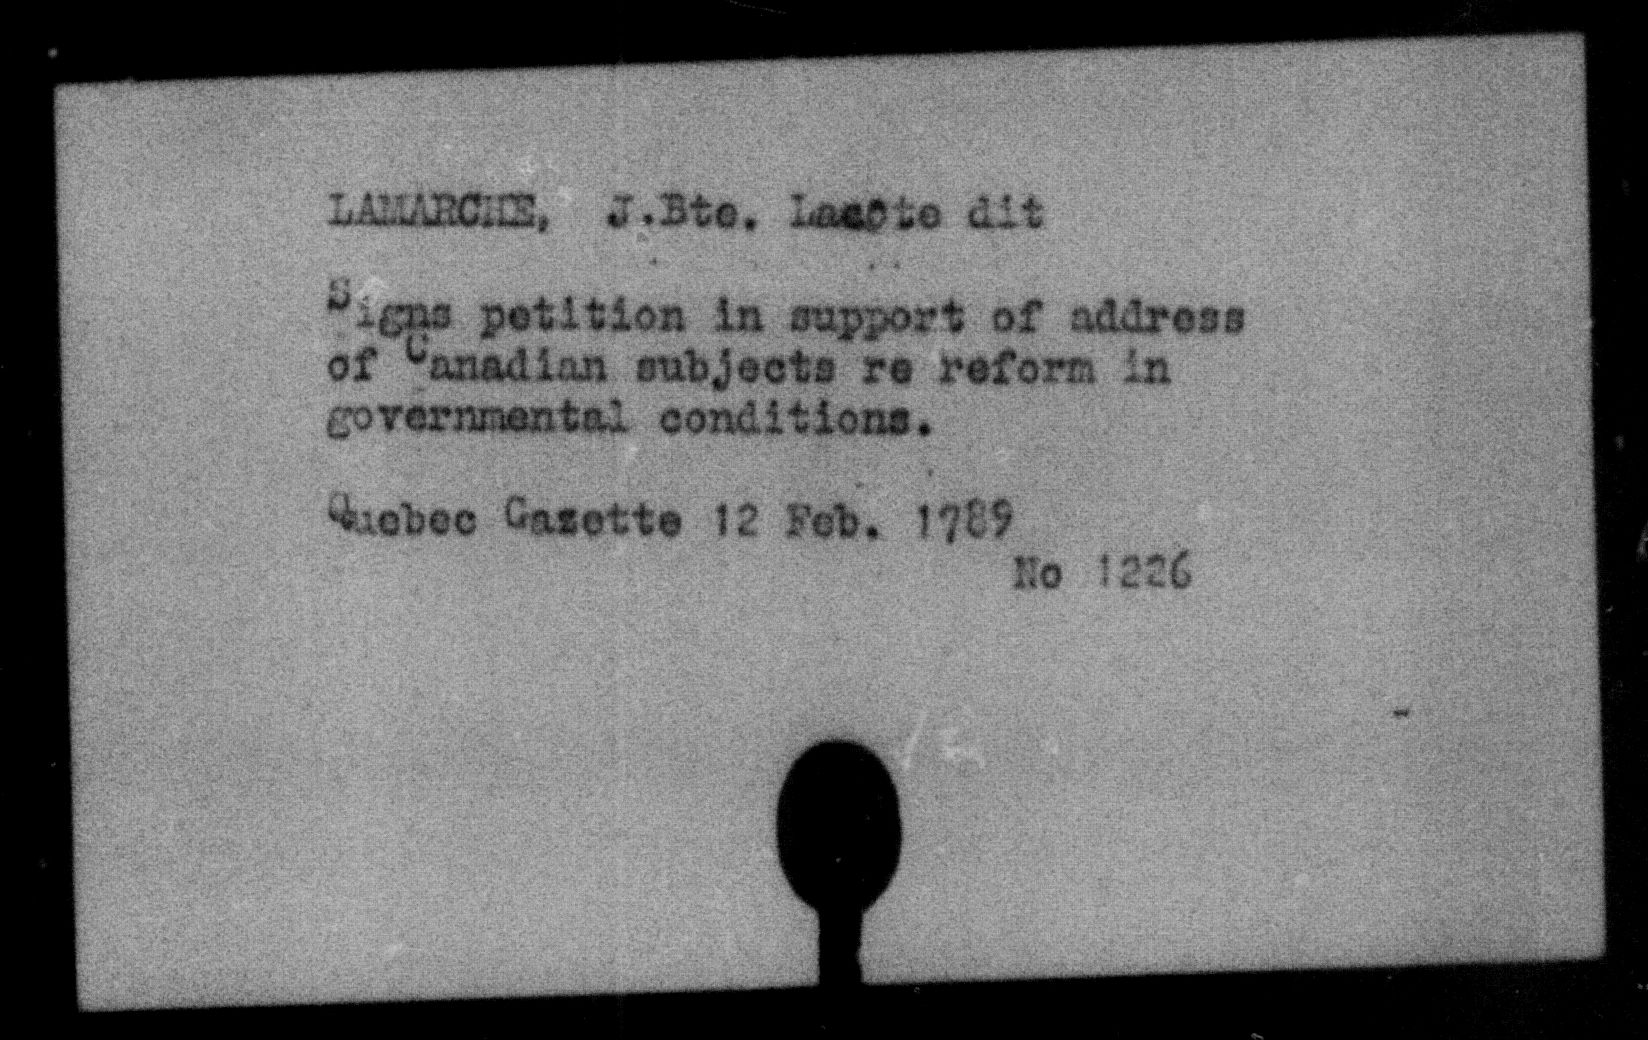 LAMARCHE, J.Bte. Lacote dit
Signs petition in support of address
of Canadian subjects re reform in
governmental conditions.
Quebec Gazette 12 Feb. 1789
No 1226